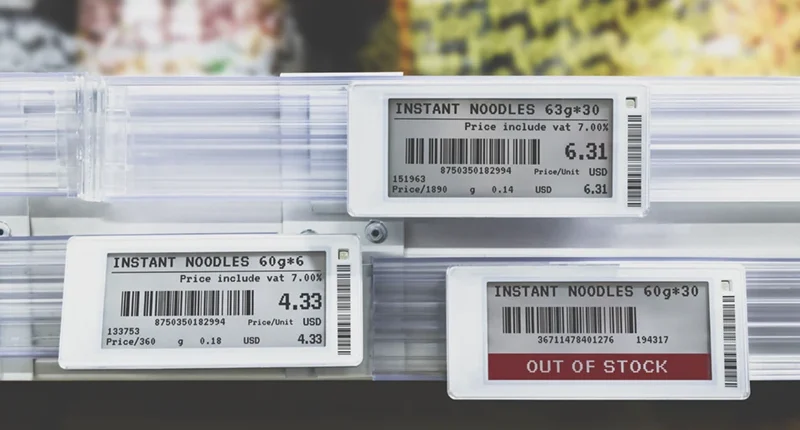 INSTANT NOODLES 63g*30
Price include vat 7.00%
6.31
8750350182994 Price/Unit USD
151963
Price/1890 g 0.14 USD 6.31
INSTANT NOODLES 60g*6
Price include vat 7.00%
4.33
8750350182994 Price/Unit USD
133753
Price/360 g 0.18 USD 4.33
INSTANT NOODLES 60g*30
36711478401276 194317
OUT OF STOCK